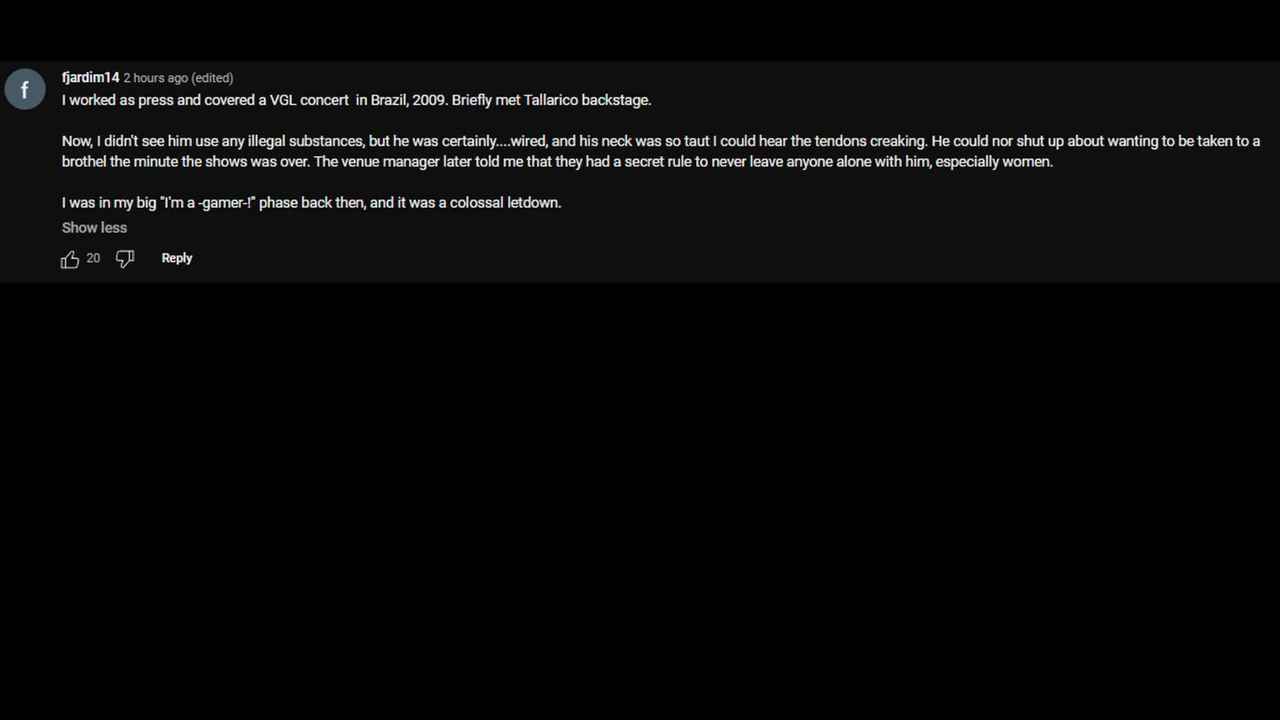 f
fjardim14 2 hours ago (edited)
I worked as press and covered a VGL concert in Brazil, 2009. Briefly met Tallarico backstage.
Now, I didn't see him use any illegal substances, but he was certainly....wired, and his neck was so taut I could hear the tendons creaking. He could nor shut up about wanting to be taken to a
brothel the minute the shows was over. The venue manager later told me that they had a secret rule to never leave anyone alone with him, especially women.
I was in my big "I'm a -gamer-!" phase back then, and it was a colossal letdown.
Show less
20 Reply